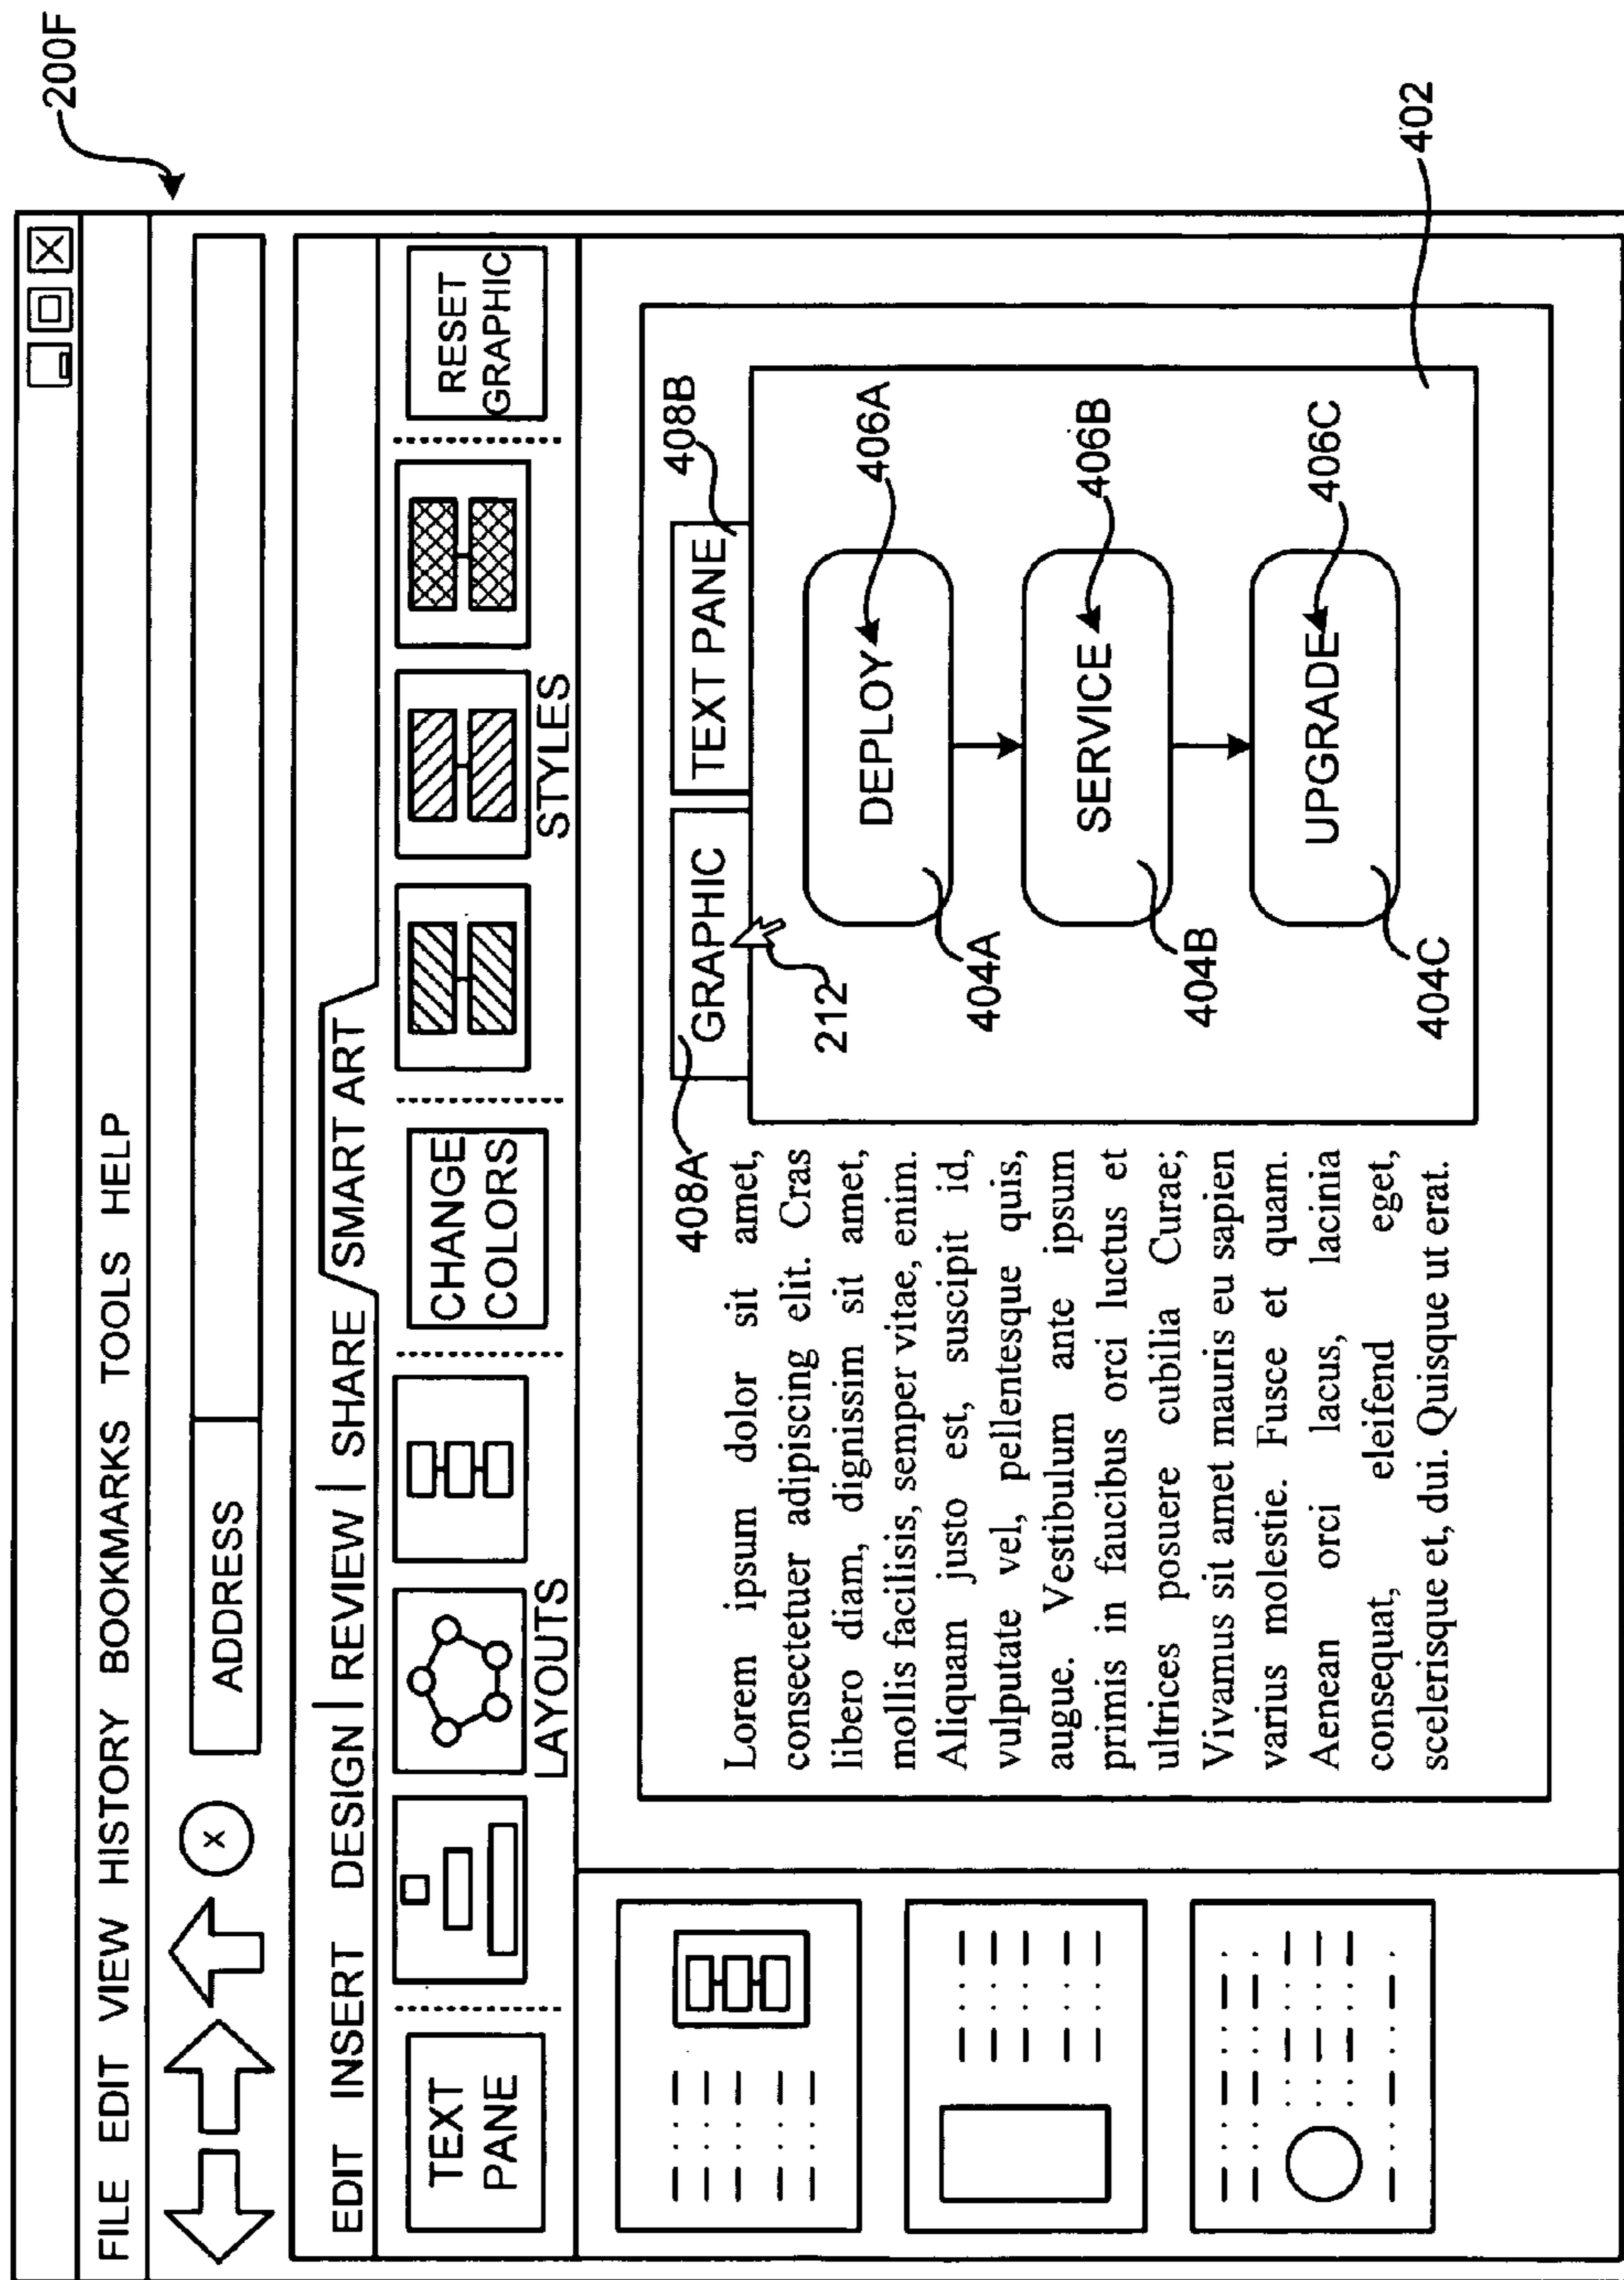 200F
FILE EDIT VIEW HISTORY BOOKMARKS TOOLS HELP
X
X
ADDRESS
EDIT INSERT DESIGN | REVIEW | SHARE / SMART ART
TEXT
PANE
LAYOUTS
CHANGE
COLORS
STYLES
RESET
GRAPHIC
408A
GRAPHIC
TEXT PANE
408B
212
Lorem ipsum dolor sit amet,
consectetuer adipiscing elit. Cras
libero diam, dignissim sit amet,
mollis facilisis, semper vitae, enim.
Aliquam justo est, suscipit id,
vulputate vel, pellentesque quis,
augue. Vestibulum ante ipsum
primis in faucibus orci luctus et
ultrices posuere cubilia Curae;
Vivamus sit amet mauris eu sapien
varius molestie. Fusce et quam.
Aenean orci lacus, lacinia
consequat, eleifend eget,
scelerisque et, dui. Quisque ut erat.
DEPLOY
406A
404A
SERVICE
406B
404B
UPGRADE
406C
404C
402